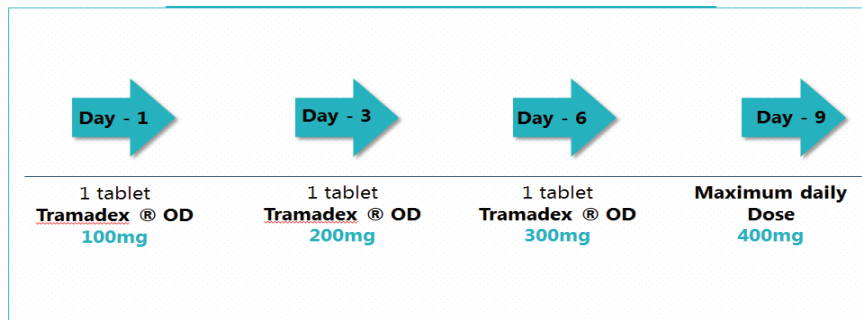 Day - 1
Day - 3
Day - 6
Day - 9
1 tablet
Tramadex ® OD
100mg
1 tablet
Tramadex ® OD
200mg
1 tablet
Tramadex ® OD
300mg
Maximum daily
Dose
400mg